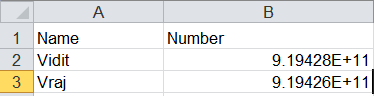 A B
1 Name Number
2 Vidit 9.19428E+11
3 Vraj 9.19426E+11